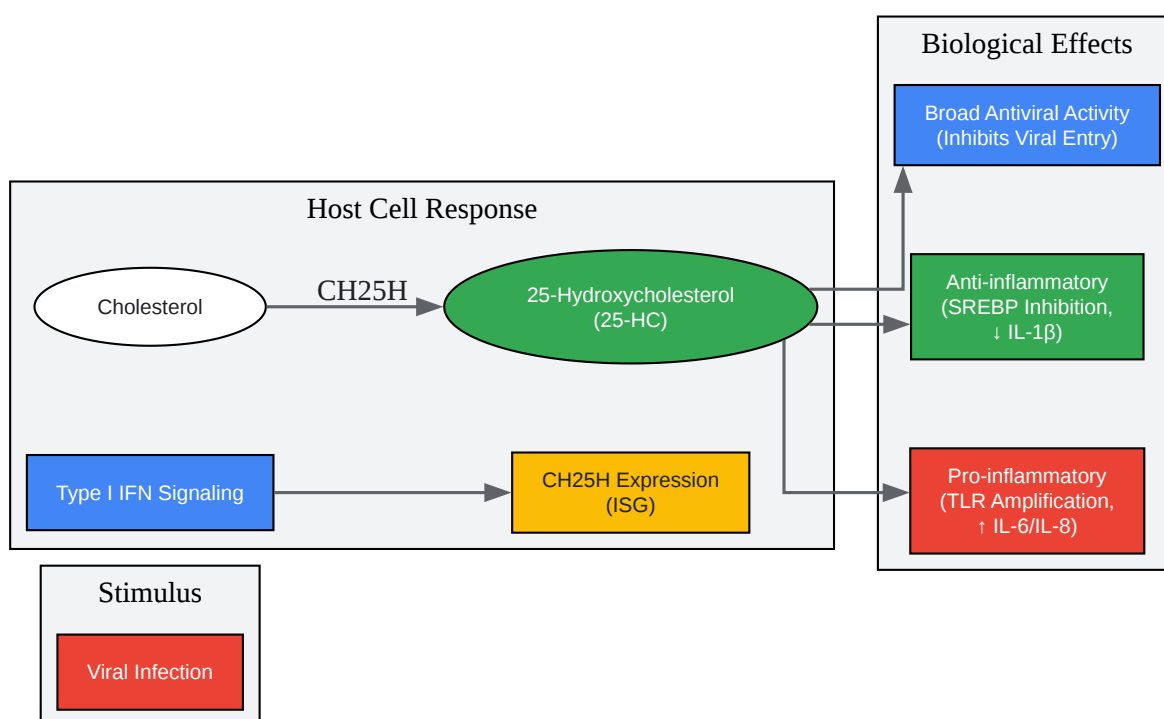 Biological Effects
Broad Antiviral Activity
(Inhibits Viral Entry)
Host Cell Response
Cholesterol
CH25H
25-Hydroxycholesterol
(25-HC)
Anti-inflammatory
(SREBP Inhibition,
↓ IL-1β)
Type I IFN Signaling
CH25H Expression
(ISG)
Pro-inflammatory
(TLR Amplification,
↑ IL-6/IL-8)
Stimulus
Viral Infection